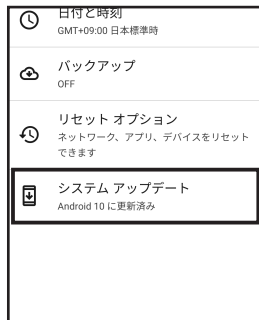 日付と時刻
GMT+09:00 日本標準時
バックアップ
OFF
リセット オプション
ネットワーク、アプリ、デバイスをリセット
できます
システム アップデート
Android 10 に更新済み